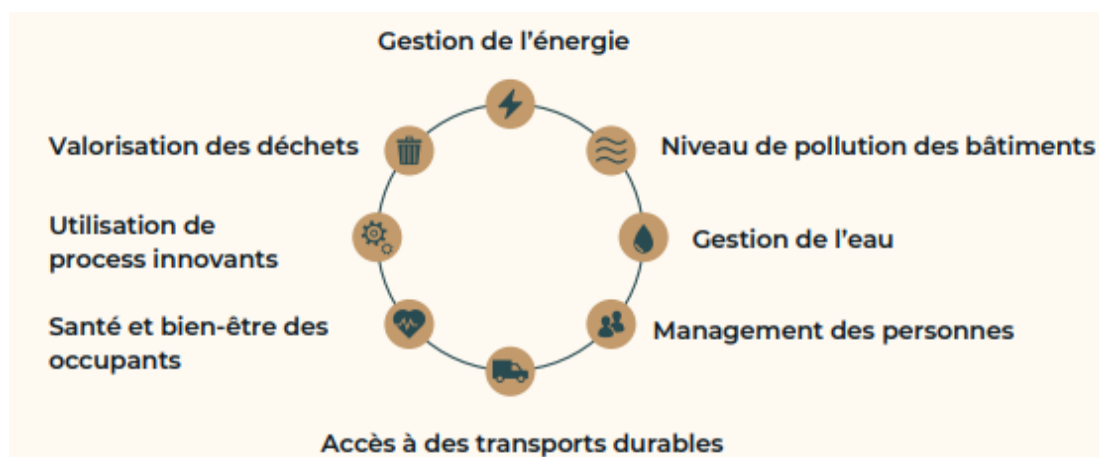 Gestion de l’énergie
Valorisation des déchets
Niveau de pollution des bâtiments
Utilisation de
process innovants
Gestion de l’eau
Santé et bien-être des
occupants
Management des personnes
Accès à des transports durables